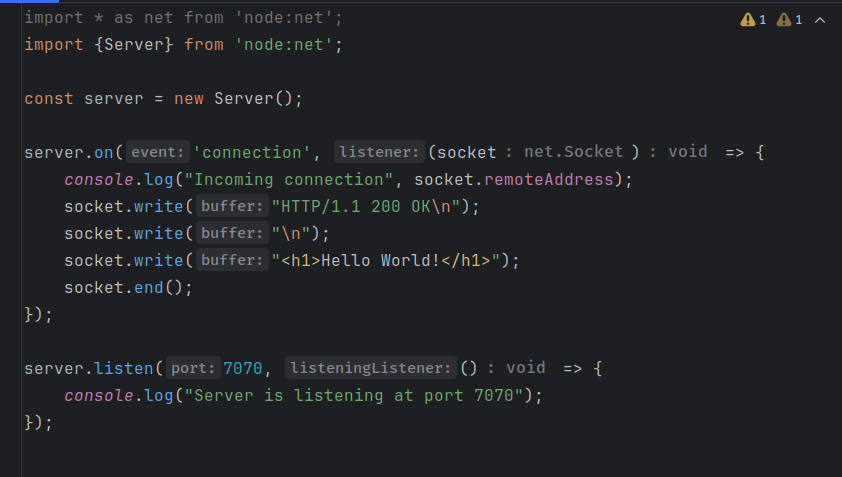 import * as net from 'node:net';
1 1
import {Server} from 'node:net';
const server = new Server();
server.on( event: 'connection', listener: (socket : net.Socket ) : void => {
    console.log("Incoming connection", socket.remoteAddress);
    socket.write( buffer: "HTTP/1.1 200 OK\n");
    socket.write( buffer: "\n");
    socket.write( buffer: "<h1>Hello World!</h1>");
    socket.end();
});
server.listen( port: 7070, listeningListener: () : void => {
    console.log("Server is listening at port 7070");
});